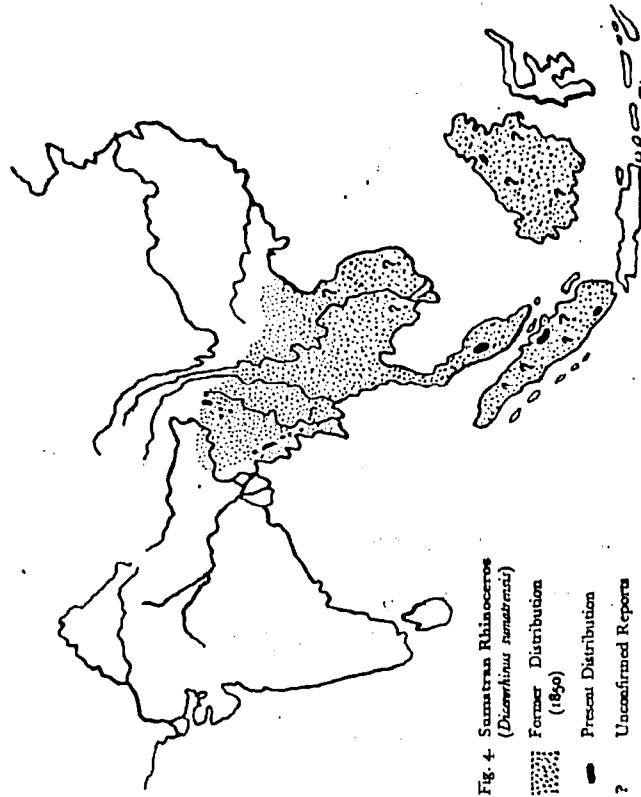 Fig. 4. Sumatran Rhinoceros
(Dicerorhinus sumatrensis)
Former Distribution
(1850)
Present Distribution
? Unconfirmed Reports